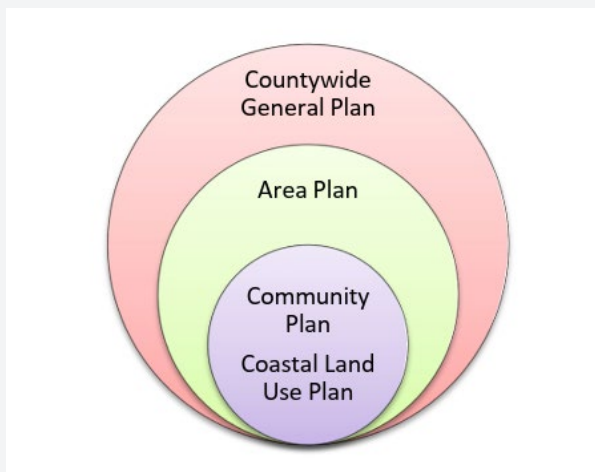 Countywide
General Plan
Area Plan
Community
Plan
Coastal Land
Use Plan